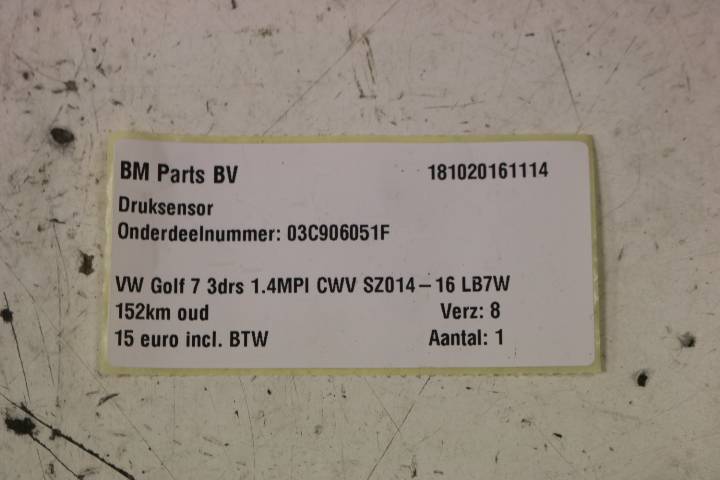 BM Parts BV 181020161114
Druksensor
Onderdeelnummer: 03C906051F
VW Golf 7 3drs 1.4MPI CWV SZ014-16 LB7W
152km oud Verz: 8
15 euro incl. BTW Aantal: 1